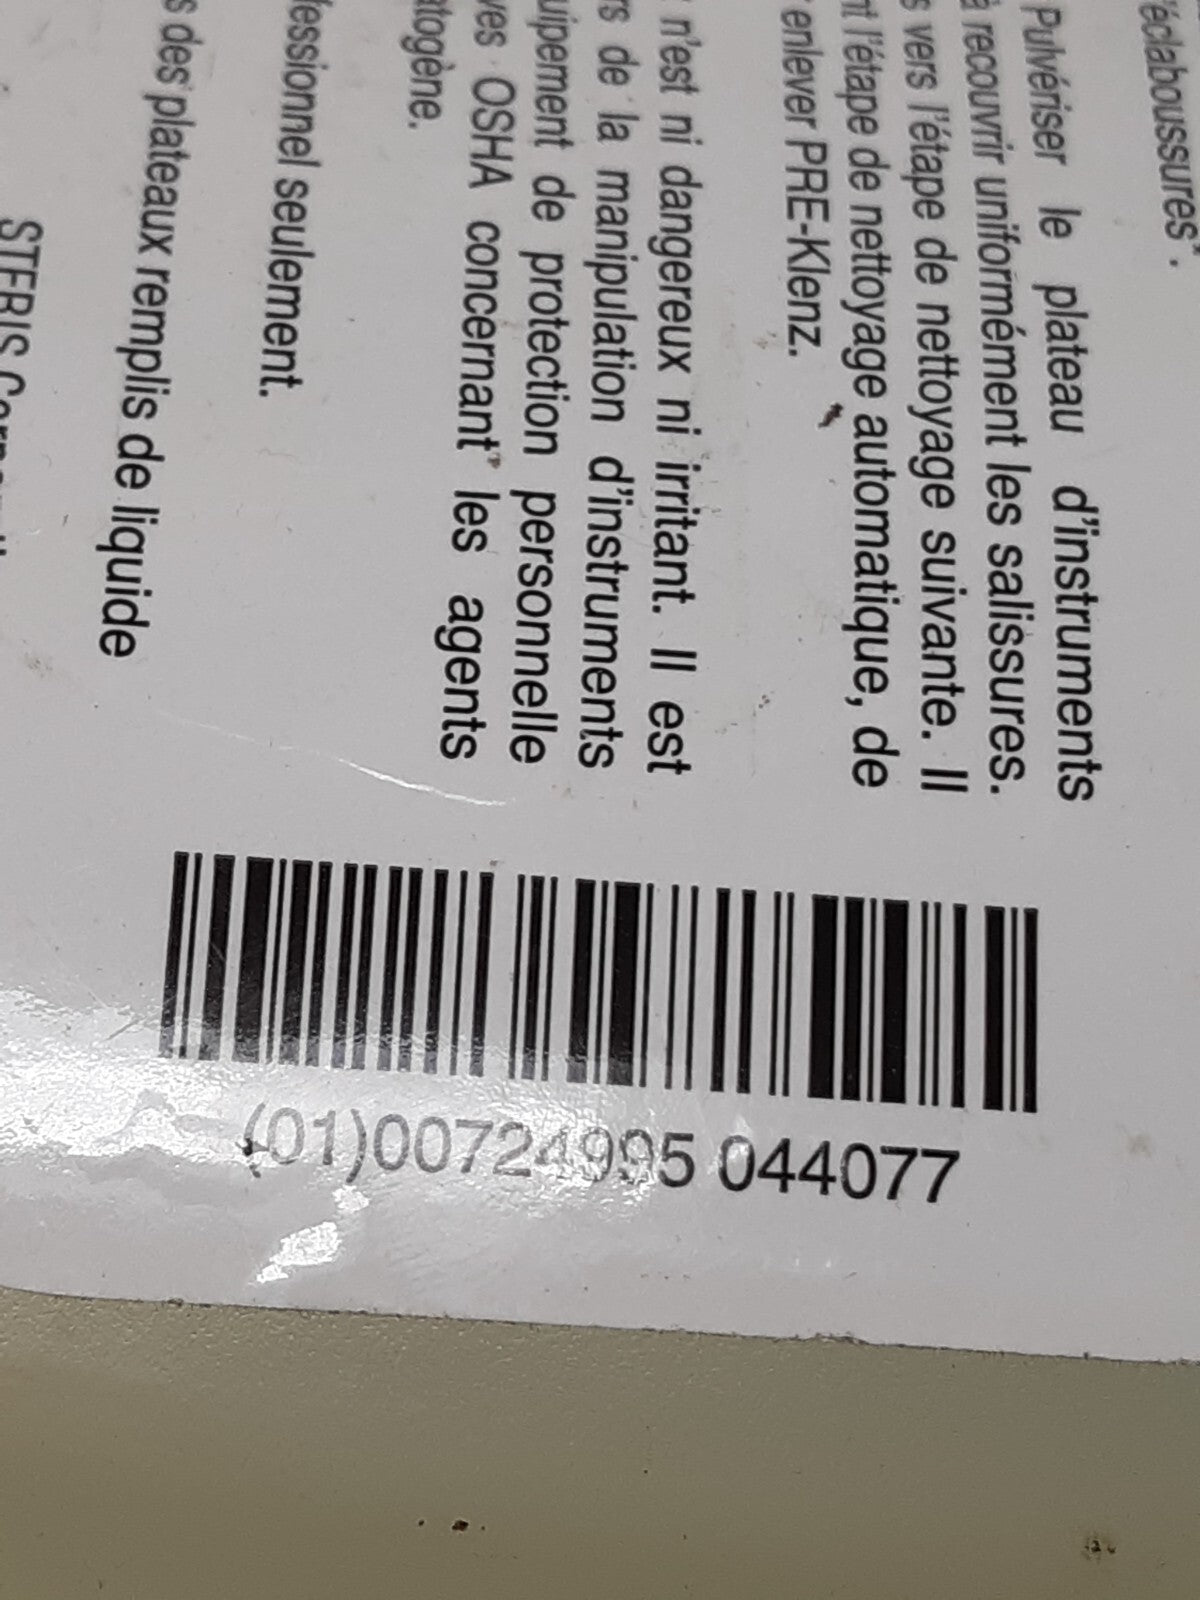 'éclaboussures*.
Pulvériser le plateau d'instruments
à recouvrir uniformément les salissures.
s vers l'étape de nettoyage suivante. Il
nt l'étape de nettoyage automatique, de
enlever PRE-Klenz.
n'est ni dangereux ni irritant. Il est
rs de la manipulation d'instruments
uipement de protection personnelle
ves OSHA concernant les agents
atogène.
fessionnel seulement.
s des plateaux remplis de liquide
STERIS
(01)00724995 044077